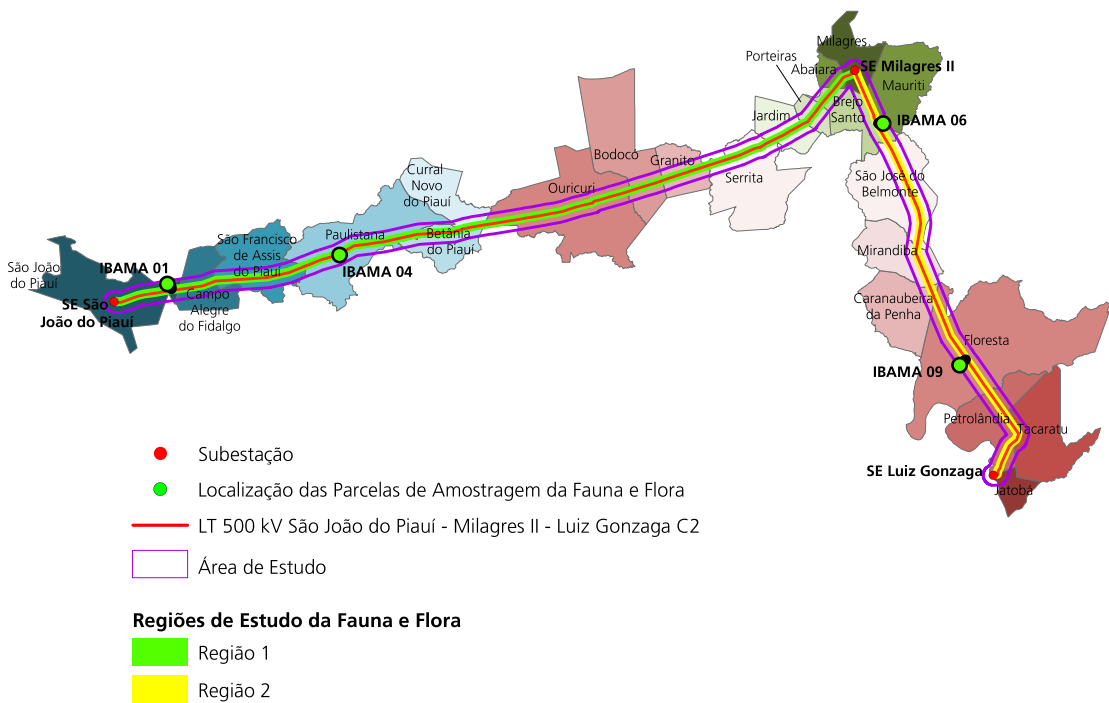 Milagres
Porteiras
Abaiara
SE Milagres II
Mauriti
Brejo
Santo
Jardim
IBAMA 06
Bodocó
Granito
Curral
Novo
do Piauí
Ouricuri
Serrita
São José do
Belmonte
São Francisco
de Assis
do Piauí
Paulistana
Betânia
do Piauí
Mirandiba
São João
do Piauí
IBAMA 01
IBAMA 04
Campo
Alegre
do Fidalgo
SE São
João do Piauí
Caranaubeira
da Penha
Floresta
IBAMA 09
Petrolândia
Tacaratu
SE Luiz Gonzaga
Jatobá
Subestação
Localização das Parcelas de Amostragem da Fauna e Flora
LT 500 kV São João do Piauí - Milagres II - Luiz Gonzaga C2
Área de Estudo
Regiões de Estudo da Fauna e Flora
Região 1
Região 2